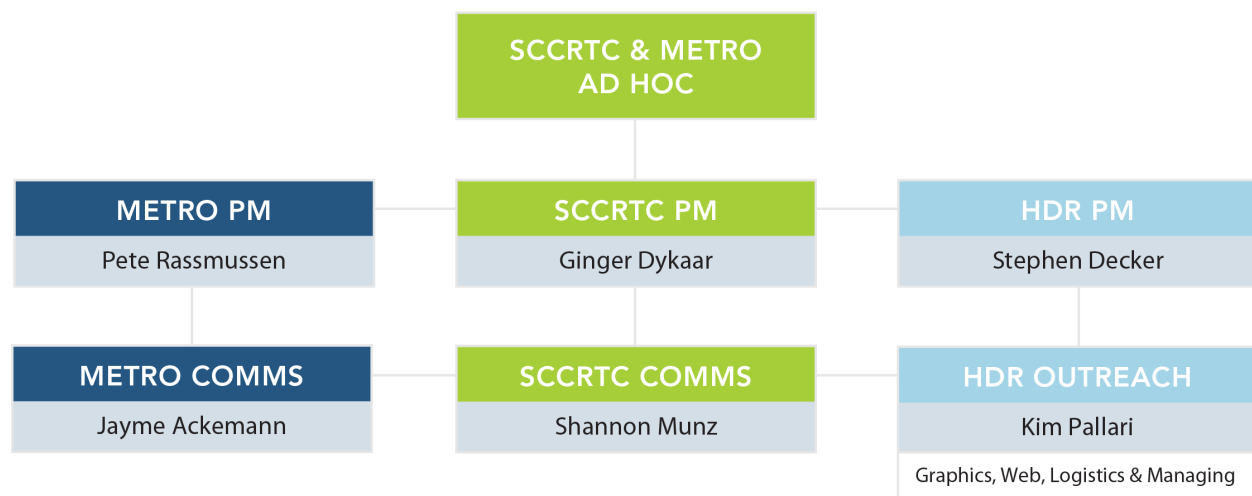 SCCRTC & METRO
AD HOC
METRO PM
Pete Rassmussen
SCCRTC PM
Ginger Dykaar
HDR PM
Stephen Decker
METRO COMMS
Jayme Ackemann
SCCRTC COMMS
Shannon Munz
HDR OUTREACH
Kim Pallari
Graphics, Web, Logistics & Managing